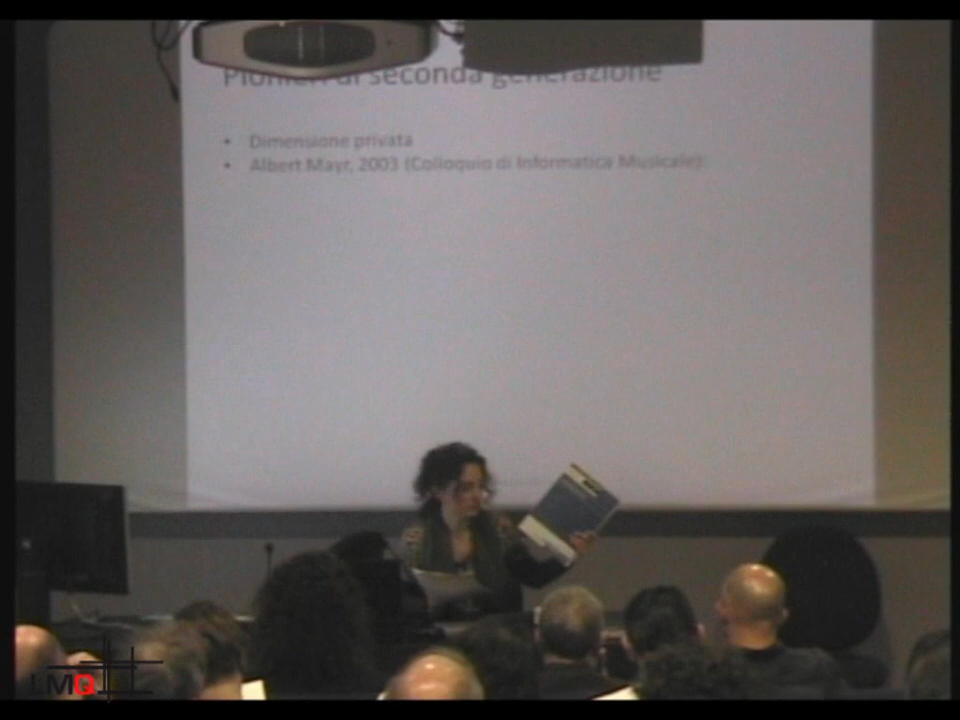 Pionieri di seconda generazione
• Dimensione privata
• Albert Mayr, 2003 (Colloquio di Informatica Musicale):
LMQ